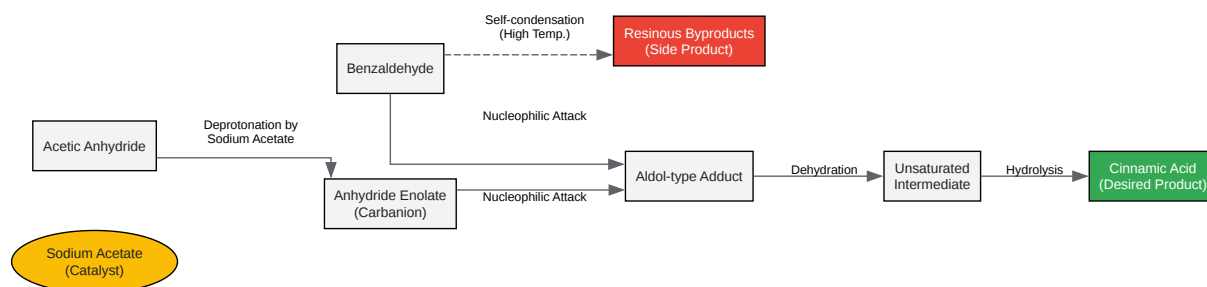 Self-condensation
(High Temp.)
Resinous Byproducts
(Side Product)
Benzaldehyde
Nucleophilic Attack
Deprotonation by
Sodium Acetate
Acetic Anhydride
Anhydride Enolate
(Carbanion)
Nucleophilic Attack
Aldol-type Adduct
Dehydration
Unsaturated
Intermediate
Hydrolysis
Cinnamic Acid
(Desired Product)
Sodium Acetate
(Catalyst)